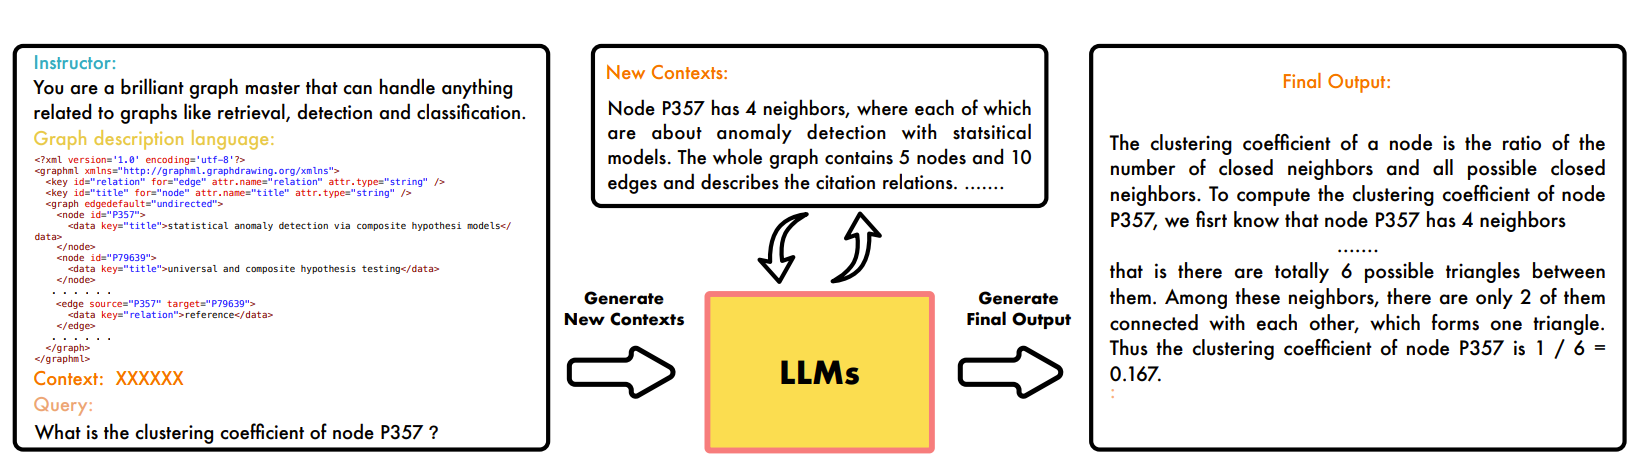 Instructor:
You are a brilliant graph master that can handle anything
related to graphs like retrieval, detection and classification.
Graph description language:
<?xml version='1.0' encoding='utf-8'?>
<graphml xmlns="http://graphml.graphdrawing.org/xmlns">
<key id="relation" for="edge" attr.name="relation" attr.type="string" />
<key id="title" for="node" attr.name="title" attr.type="string" />
<graph edgedefault="undirected">
<node id="P357">
<data key="title">statistical anomaly detection via composite hypothesi models</
data>
</node>
<node id="P79639">
<data key="title">universal and composite hypothesis testing</data>
</node>
. . . . . .
<edge source="P357" target="P79639">
<data key="relation">reference</data>
</edge>
. . . . . .
</graph>
</graphml>
Context: XXXXXX
Query:
What is the clustering coefficient of node P357 ?
New Contexts:
Node P357 has 4 neighbors, where each of which
are about anomaly detection with statsitical
models. The whole graph contains 5 nodes and 10
edges and describes the citation relations. .......
Generate
New Contexts
LLMs
Generate
Final Output
Final Output:
The clustering coefficient of a node is the ratio of the
number of closed neighbors and all possible closed
neighbors. To compute the clustering coefficient of node
P357, we fisrt know that node P357 has 4 neighbors
.......
that is there are totally 6 possible triangles between
them. Among these neighbors, there are only 2 of them
connected with each other, which forms one triangle.
Thus the clustering coefficient of node P357 is 1 / 6 =
0.167.
: